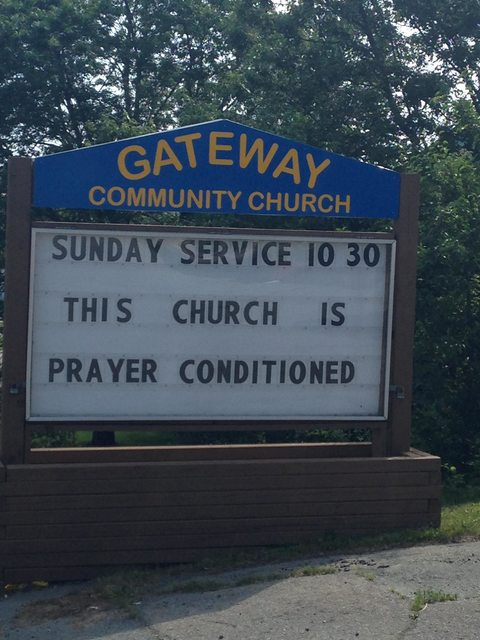 GATEWAY
COMMUNITY CHURCH
SUNDAY SERVICE 10 30
THIS CHURCH IS
PRAYER CONDITIONED